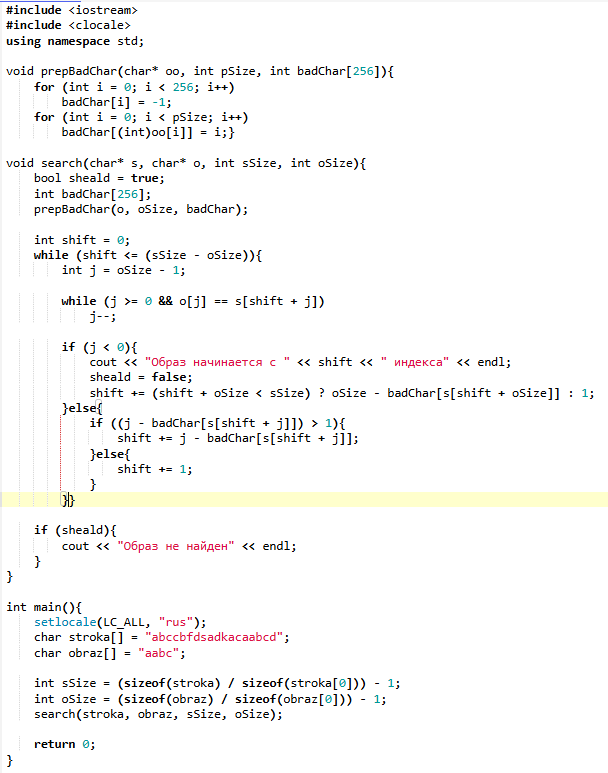 #include <iostream>
#include <clocale>
using namespace std;

void prepBadChar(char* oo, int pSize, int badChar[256]){
    for (int i = 0; i < 256; i++)
        badChar[i] = -1;
    for (int i = 0; i < pSize; i++)
        badChar[(int)oo[i]] = i;}

void search(char* s, char* o, int sSize, int oSize){
    bool sheald = true;
    int badChar[256];
    prepBadChar(o, oSize, badChar);

    int shift = 0;
    while (shift <= (sSize - oSize)){
        int j = oSize - 1;

        while (j >= 0 && o[j] == s[shift + j])
            j--;

        if (j < 0){
            cout << "Образ начинается с " << shift << " индекса" << endl;
            sheald = false;
            shift += (shift + oSize < sSize) ? oSize - badChar[s[shift + oSize]] : 1;
        }else{
            if ((j - badChar[s[shift + j]]) > 1){
                shift += j - badChar[s[shift + j]];
            }else{
                shift += 1;
            }
        }}

    if (sheald){
        cout << "Образ не найден" << endl;
    }
}

int main(){
    setlocale(LC_ALL, "rus");
    char stroka[] = "abccbfdsadkacaabcd";
    char obraz[] = "aabc";

    int sSize = (sizeof(stroka) / sizeof(stroka[0])) - 1;
    int oSize = (sizeof(obraz) / sizeof(obraz[0])) - 1;
    search(stroka, obraz, sSize, oSize);

    return 0;
}